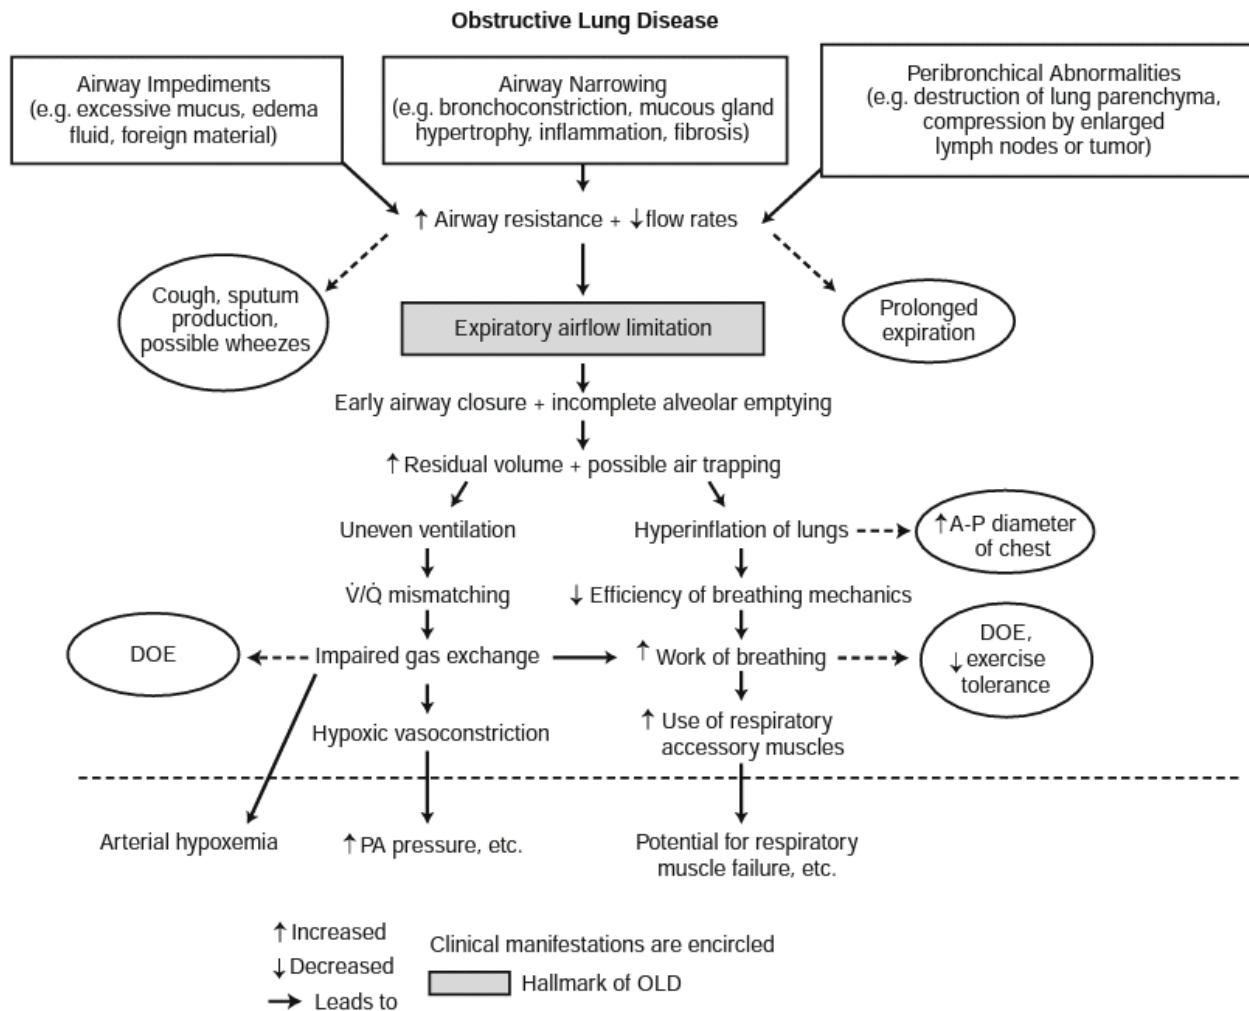 Obstructive Lung Disease
Airway Impediments
(e.g. excessive mucus, edema
fluid, foreign material)
Airway Narrowing
(e.g. bronchoconstriction, mucous gland
hypertrophy, inflammation, fibrosis)
Peribronchical Abnormalities
(e.g. destruction of lung parenchyma,
compression by enlarged
lymph nodes or tumor)
↑ Airway resistance + ↓ flow rates
Cough, sputum
production,
possible wheezes
Expiratory airflow limitation
Prolonged
expiration
Early airway closure + incomplete alveolar emptying
↑ Residual volume + possible air trapping
Uneven ventilation
Hyperinflation of lungs
↑ A-P diameter
of chest
V̇/Q̇ mismatching
↓ Efficiency of breathing mechanics
DOE
Impaired gas exchange
↑ Work of breathing
DOE,
↓ exercise
tolerance
Hypoxic vasoconstriction
↑ Use of respiratory
accessory muscles
Arterial hypoxemia
↑ PA pressure, etc.
Potential for respiratory
muscle failure, etc.
↑ Increased
↓ Decreased
→ Leads to
Clinical manifestations are encircled
Hallmark of OLD